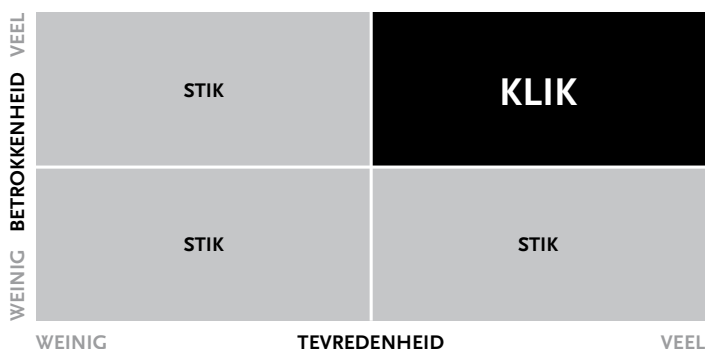 VEEL
BETROKKENHEID
WEINIG
STIK
KLIK
STIK
STIK
WEINIG
TEVREDENHEID
VEEL